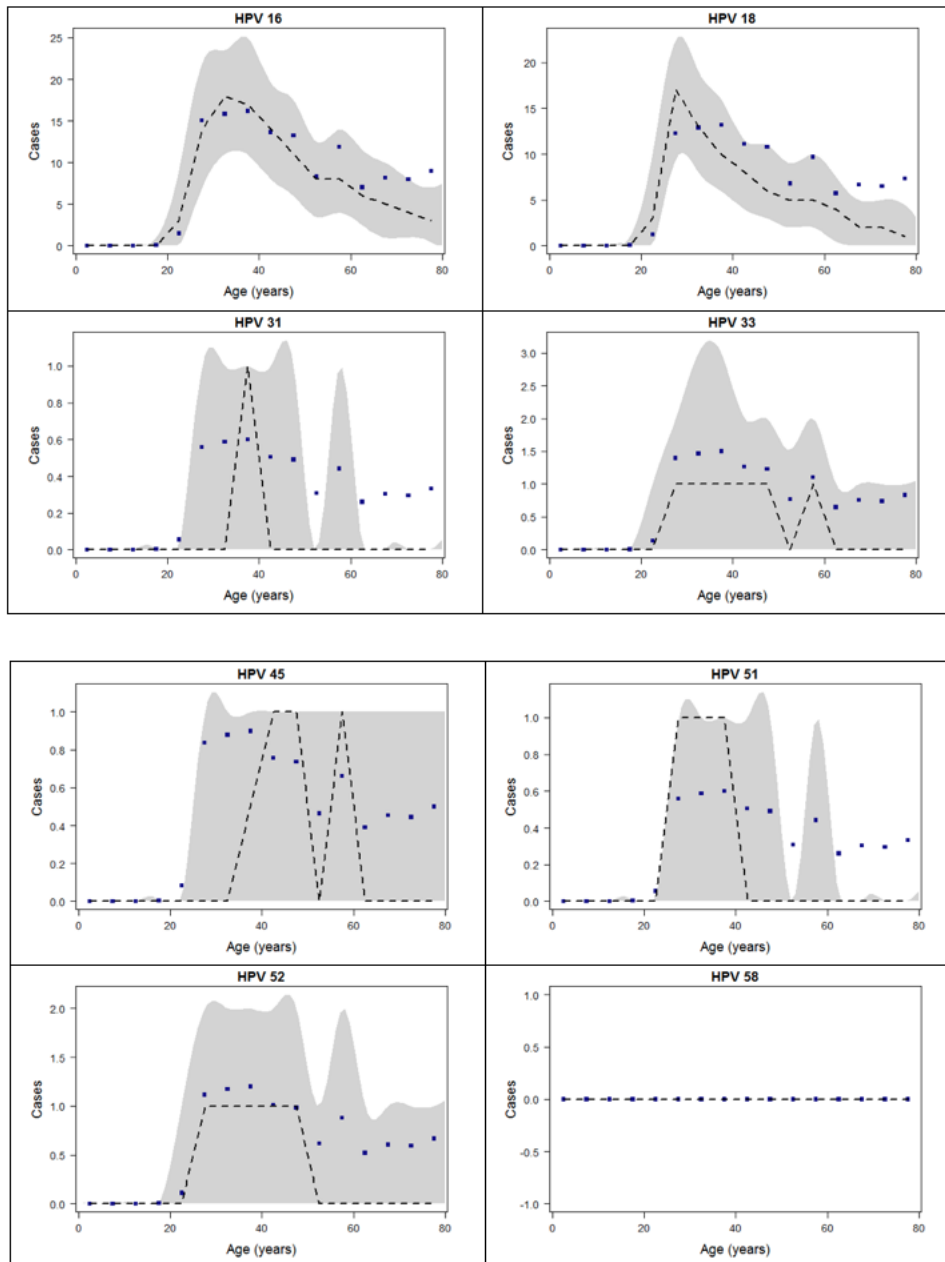 HPV 16
25
20
15
10
5
0
Cases
0 20 40 60 80
Age (years)
HPV 18
20
15
10
5
0
Cases
0 20 40 60 80
Age (years)
HPV 31
1.0
0.8
0.6
0.4
0.2
0.0
Cases
0 20 40 60 80
Age (years)
HPV 33
3.0
2.5
2.0
1.5
1.0
0.5
0.0
Cases
0 20 40 60 80
Age (years)
HPV 45
1.0
0.8
0.6
0.4
0.2
0.0
Cases
0 20 40 60 80
Age (years)
HPV 51
1.0
0.8
0.6
0.4
0.2
0.0
Cases
0 20 40 60 80
Age (years)
HPV 52
2.0
1.5
1.0
0.5
0.0
Cases
0 20 40 60 80
Age (years)
HPV 58
1.0
0.5
0.0
-0.5
-1.0
Cases
0 20 40 60 80
Age (years)